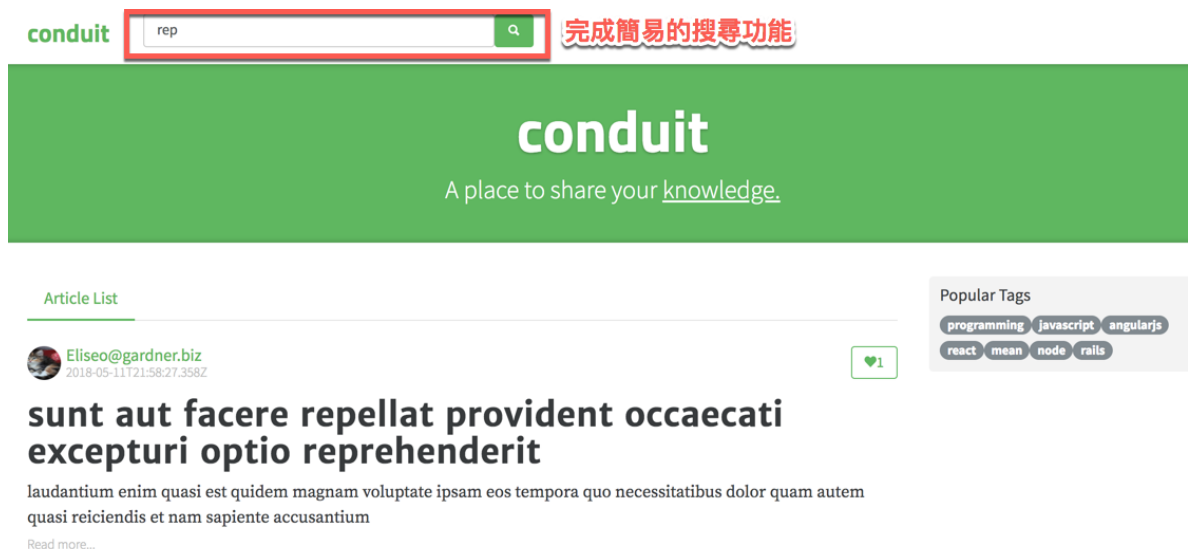 conduit
rep
完成簡易的搜尋功能
conduit
A place to share your knowledge.
Article List
Eliseo@gardner.biz
2018-05-11T21:58:27.358Z
1
sunt aut facere repellat provident occaecati
excepturi optio reprehenderit
laudantium enim quasi est quidem magnam voluptate ipsam eos tempora quo necessitatibus dolor quam autem
quasi reiciendis et nam sapiente accusantium
Read more...
Popular Tags
programming javascript angularjs
react mean node rails